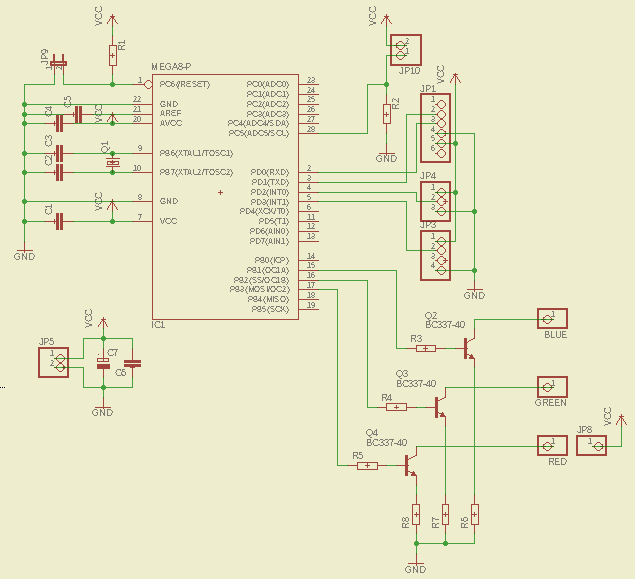 VCC
VCC
JP9
R1
MEGA8-P
2
1
JP10
VCC
1
PC6(/RESET)
PC0(ADC0)
23
PC1(ADC1)
24
C5
22
GND
PC2(ADC2)
25
JP1
C4
VCC
21
AREF
PC3(ADC3)
26
R2
1
20
AVCC
PC4(ADC4/SDA)
27
2
PC5(ADC5/SCL)
28
3
4
C3
Q1
9
PB6(XTAL1/TOSC1)
GND
5
C2
6
10
PB7(XTAL2/TOSC2)
PD0(RXD)
2
JP4
PD1(TXD)
3
1
PD2(INT0)
4
2
C1
VCC
8
GND
PD3(INT1)
5
3
PD4(XCK/T0)
6
7
VCC
PD5(T1)
11
JP3
PD6(AIN0)
12
1
PD7(AIN1)
13
2
GND
3
PB0(ICP)
14
4
PB1(OC1A)
15
PB2(SS/OC1B)
16
PB3(MOSI/OC2)
17
GND
PB4(MISO)
18
PB5(SCK)
19
IC1
VCC
Q2
BC337-40
1
BLUE
JP5
R3
1
2
C7
C6
Q3
BC337-40
1
GREEN
R4
GND
VCC
Q4
JP8
BC337-40
1
1
R5
RED
R8
R7
R6
GND